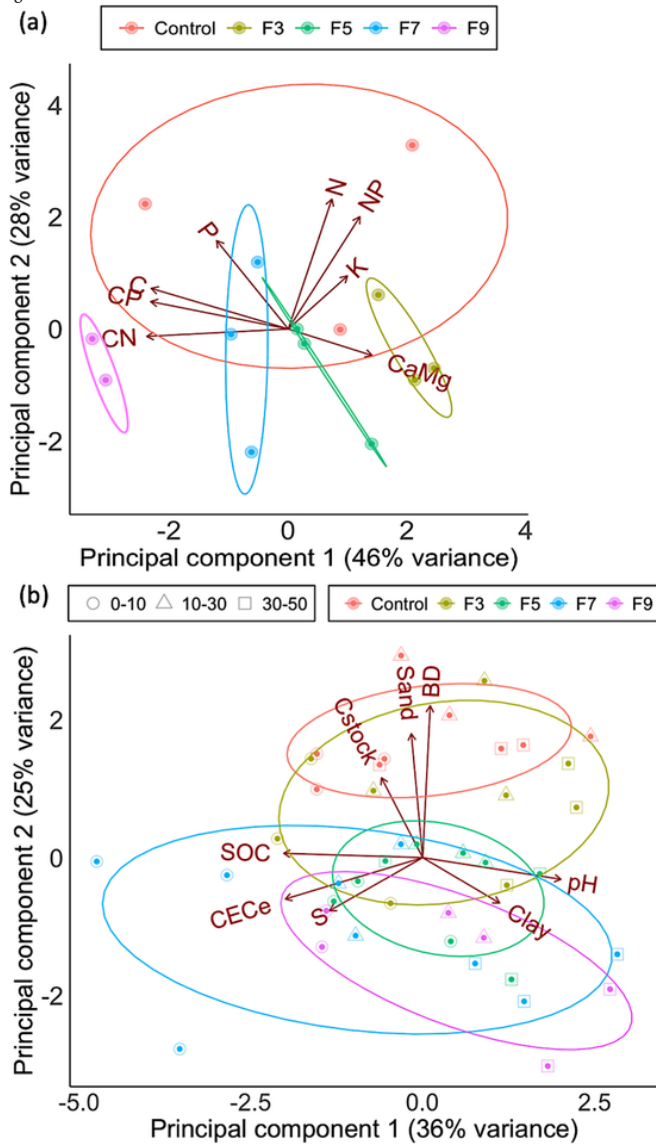 (a)
Control F3 F5 F7 F9
Principal component 2 (28% variance)
4
2
0
-2
N
NP
P
K
C
CP
CN
CaMg
-2 0 2 4
Principal component 1 (46% variance)
(b)
0-10 10-30 30-50 Control F3 F5 F7 F9
Principal component 2 (25% variance)
2
0
-2
Sand
BD
Cstock
SOC
pH
CECe
S
Clay
-5.0 -2.5 0.0 2.5
Principal component 1 (36% variance)